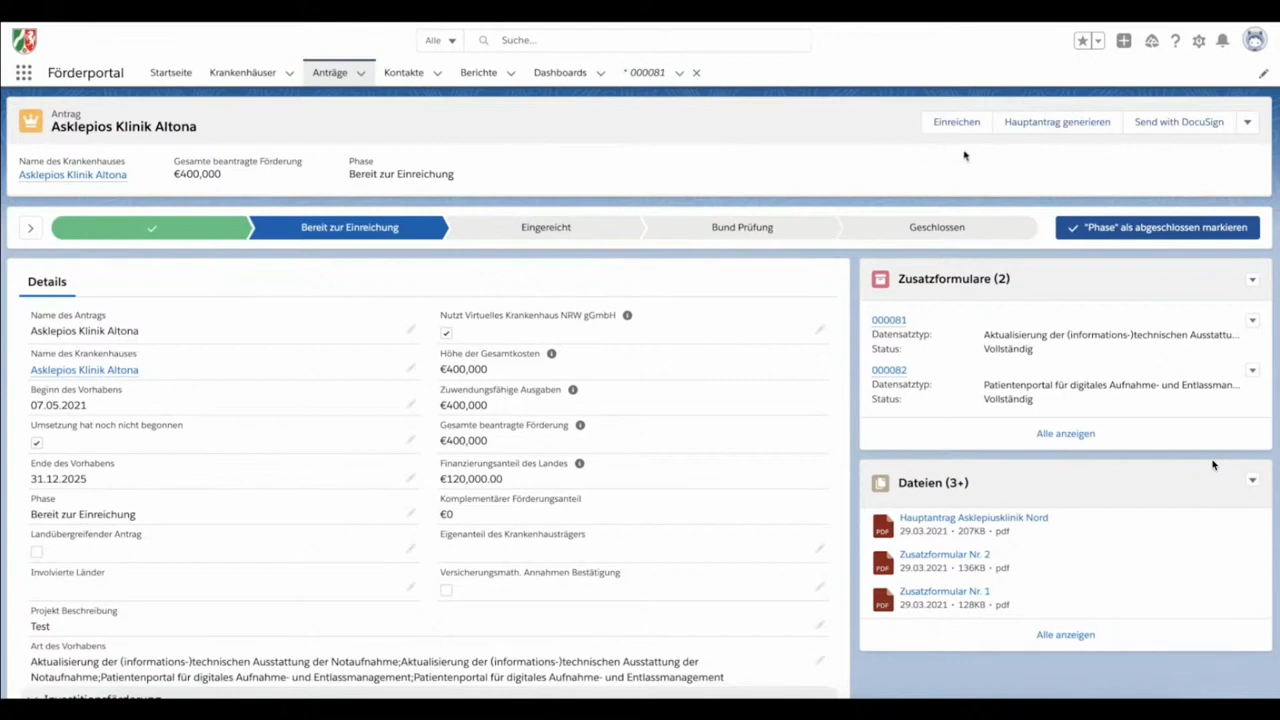 Alle
Suche...
Förderportal
Startseite
Krankenhäuser
Anträge
Kontakte
Berichte
Dashboards
* 000081
Antrag
Asklepios Klinik Altona
Einreichen
Hauptantrag generieren
Send with DocuSign
Name des Krankenhauses
Gesamte beantragte Förderung
Phase
Asklepios Klinik Altona
€400,000
Bereit zur Einreichung
Bereit zur Einreichung
Eingereicht
Bund Prüfung
Geschlossen
"Phase" als abgeschlossen markieren
Details
Name des Antrags
Asklepios Klinik Altona
Name des Krankenhauses
Asklepios Klinik Altona
Beginn des Vorhabens
07.05.2021
Umsetzung hat noch nicht begonnen
Ende des Vorhabens
31.12.2025
Phase
Bereit zur Einreichung
Landübergreifender Antrag
Involvierte Länder
Projekt Beschreibung
Test
Art des Vorhabens
Aktualisierung der (informations-)technischen Ausstattung der Notaufnahme;Aktualisierung der (informations-)technischen Ausstattung der
Notaufnahme;Patientenportal für digitales Aufnahme- und Entlassmanagement;Patientenportal für digitales Aufnahme- und Entlassmanagement
Nutzt Virtuelles Krankenhaus NRW gGmbH
Höhe der Gesamtkosten
€400,000
Zuwendungsfähige Ausgaben
€400,000
Gesamte beantragte Förderung
€400,000
Finanzierungsanteil des Landes
€120,000.00
Komplementärer Förderungsanteil
€0
Eigenanteil des Krankenhausträgers
Versicherungsmath. Annahmen Bestätigung
Investitionsförderung
Zusatzformulare (2)
000081
Datensatztyp:
Aktualisierung der (informations-)technischen Ausstattu...
Status:
Vollständig
000082
Datensatztyp:
Patientenportal für digitales Aufnahme- und Entlassman...
Status:
Vollständig
Alle anzeigen
Dateien (3+)
PDF
Hauptantrag Asklepiusklinik Nord
29.03.2021 • 207KB • pdf
PDF
Zusatzformular Nr. 2
29.03.2021 • 136KB • pdf
PDF
Zusatzformular Nr. 1
29.03.2021 • 128KB • pdf
Alle anzeigen